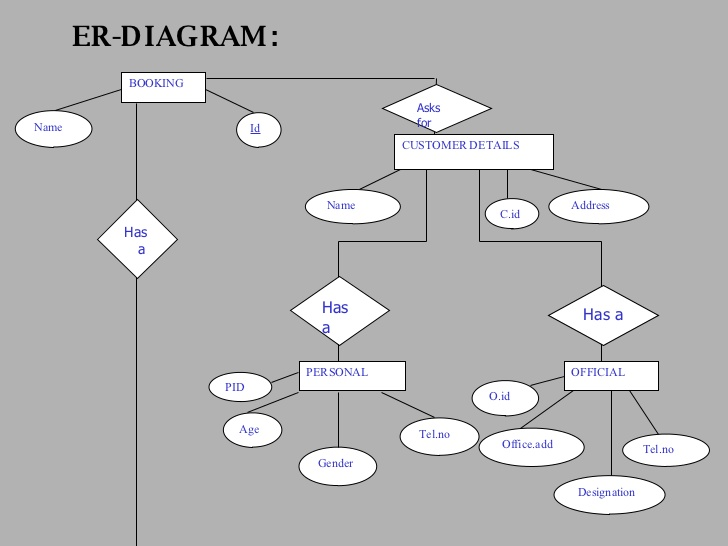 ER-DIAGRAM:
BOOKING
Name
Id
Asks
for
CUSTOMER DETAILS
Name
C.id
Address
Has
a
Has
a
Has a
PERSONAL
OFFICIAL
PID
Age
Gender
Tel.no
O.id
Office.add
Designation
Tel.no